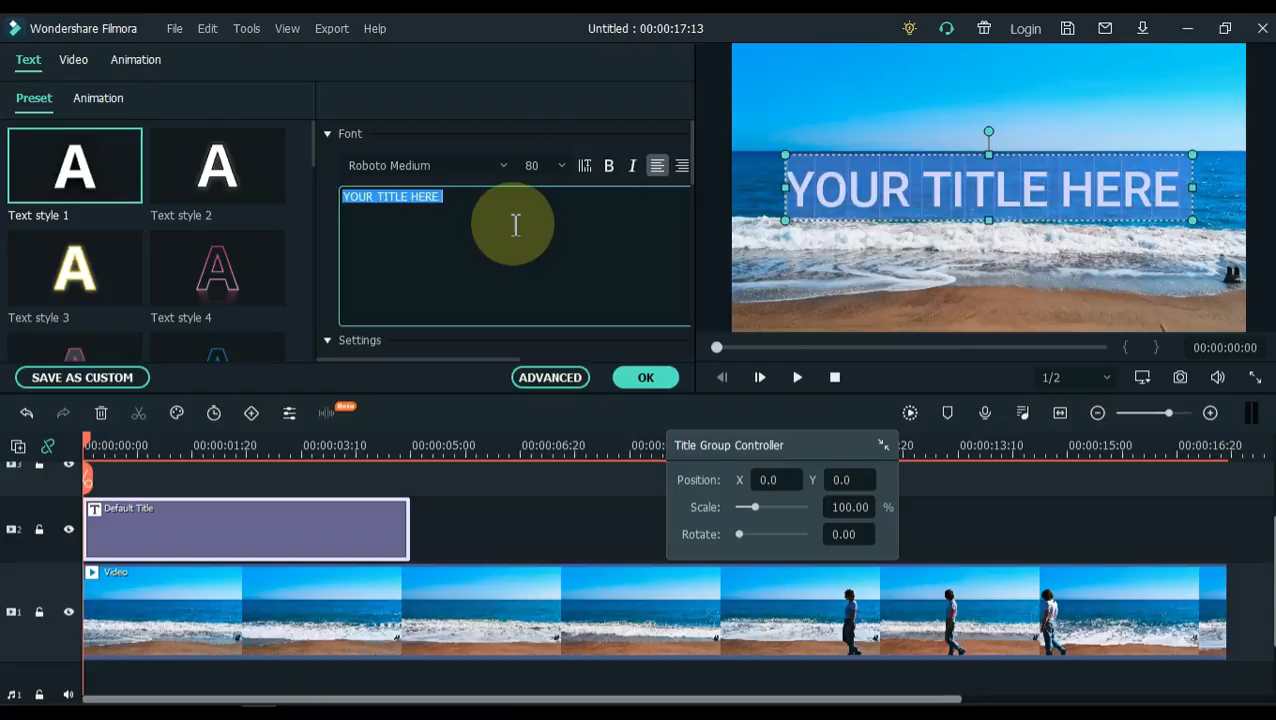 Wondershare Filmora File Edit Tools View Export Help Untitled : 00:00:17:13 Login
Text Video Animation
Preset Animation
Font
Roboto Medium 80 B I
YOUR TITLE HERE
YOUR TITLE HERE
A A
Text style 1 Text style 2
A A
Text style 3 Text style 4
Settings
00:00:00:00
SAVE AS CUSTOM ADVANCED OK 1/2
Beta
00:00:00:00 00:00:01:20 00:00:03:10 00:00:05:00 00:00:06:20 00:00:13:10 00:00:15:00 00:00:16:20
Title Group Controller
Position: X 0.0 Y 0.0
Scale: 100.00 %
Rotate: 0.00
3
T Default Title
2
Video
1
1